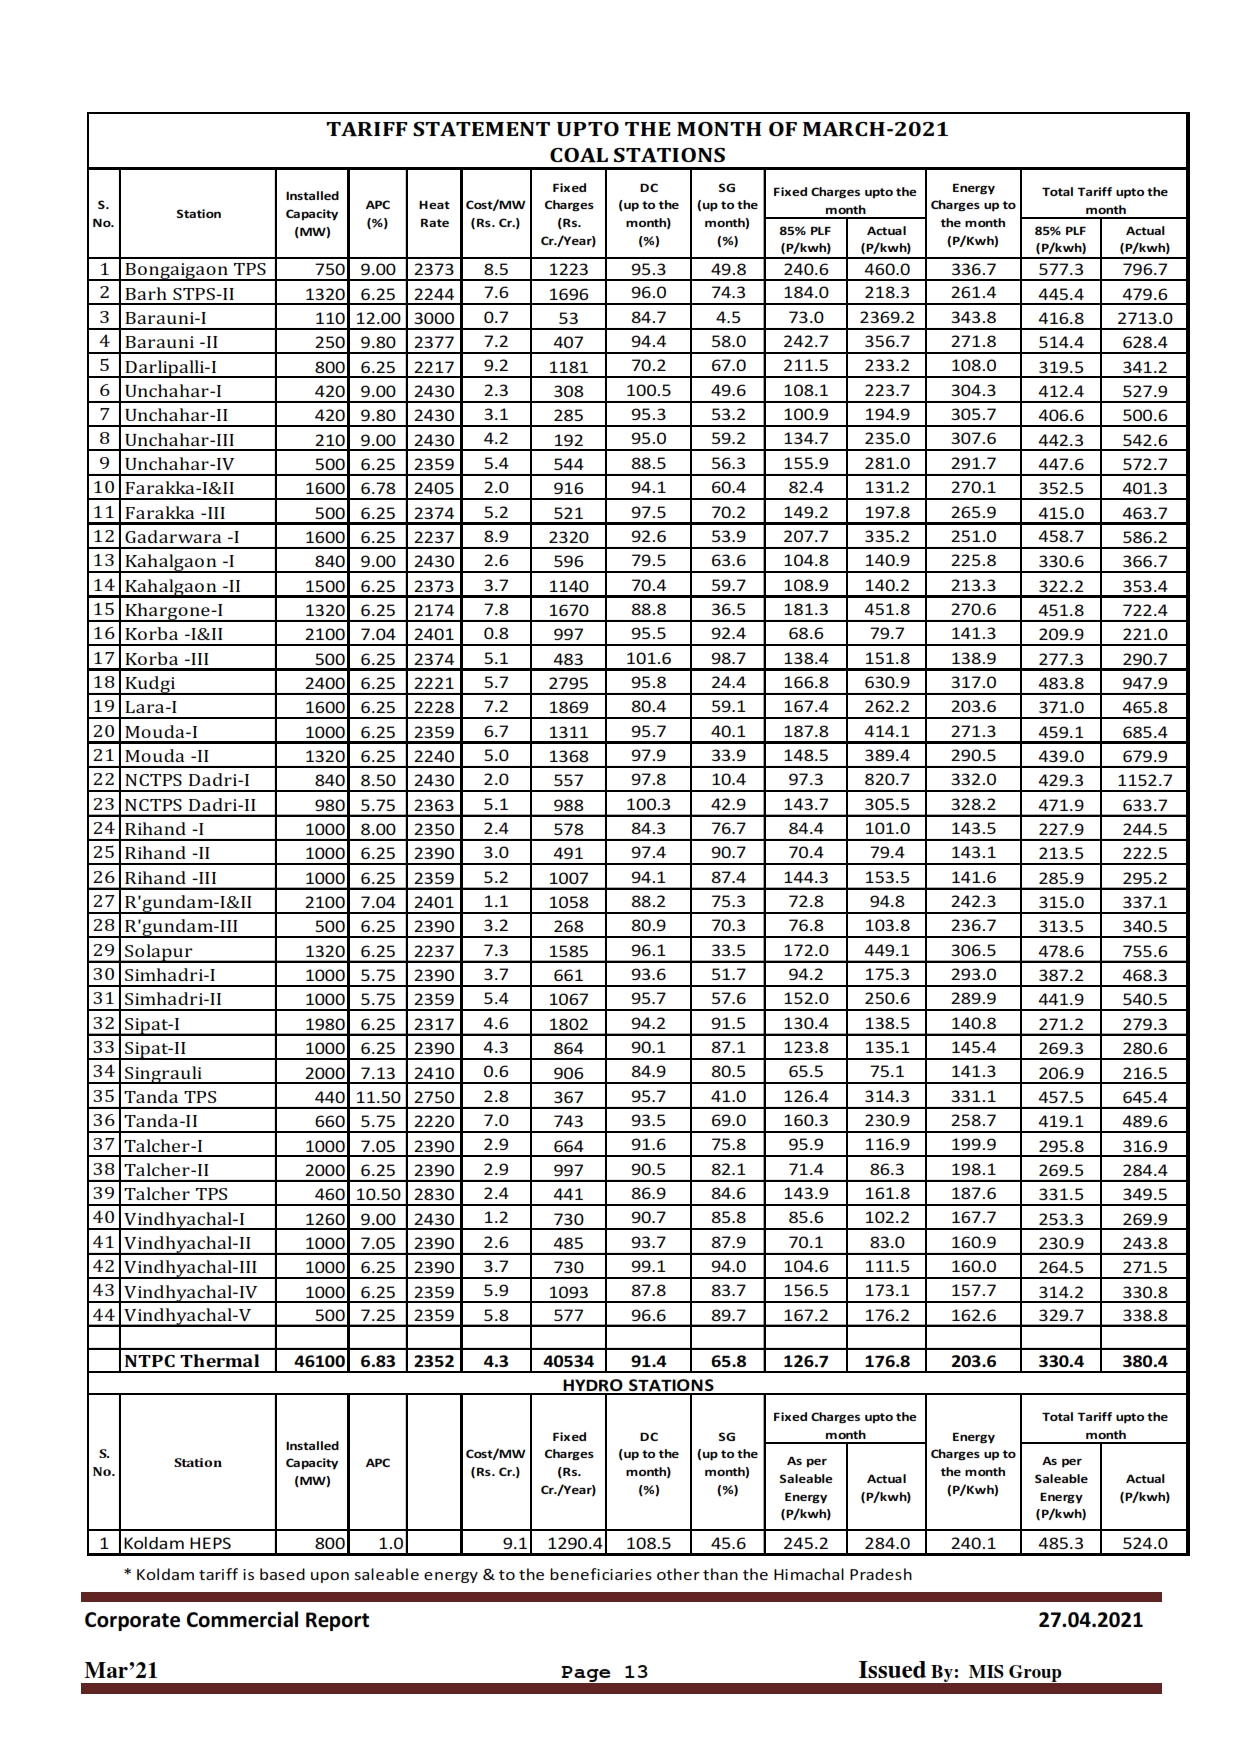 TARIFF STATEMENT UPTO THE MONTH OF MARCH-2021
COAL STATIONS
S. No. Station Installed Capacity (MW) APC (%) Heat Rate Cost/MW (Rs. Cr.) Fixed Charges (Rs. Cr./Year) DC (up to the month) (%) SG (up to the month) (%) Fixed Charges upto the month Energy Charges up to the month (P/Kwh) Total Tariff upto the month
85% PLF (P/kwh) Actual (P/kwh) 85% PLF (P/kwh) Actual (P/kwh)
1 Bongaigaon TPS 750 9.00 2373 8.5 1223 95.3 49.8 240.6 460.0 336.7 577.3 796.7
2 Barh STPS-II 1320 6.25 2244 7.6 1696 96.0 74.3 184.0 218.3 261.4 445.4 479.6
3 Barauni-I 110 12.00 3000 0.7 53 84.7 4.5 73.0 2369.2 343.8 416.8 2713.0
4 Barauni -II 250 9.80 2377 7.2 407 94.4 58.0 242.7 356.7 271.8 514.4 628.4
5 Darlipalli-I 800 6.25 2217 9.2 1181 70.2 67.0 211.5 233.2 108.0 319.5 341.2
6 Unchahar-I 420 9.00 2430 2.3 308 100.5 49.6 108.1 223.7 304.3 412.4 527.9
7 Unchahar-II 420 9.80 2430 3.1 285 95.3 53.2 100.9 194.9 305.7 406.6 500.6
8 Unchahar-III 210 9.00 2430 4.2 192 95.0 59.2 134.7 235.0 307.6 442.3 542.6
9 Unchahar-IV 500 6.25 2359 5.4 544 88.5 56.3 155.9 281.0 291.7 447.6 572.7
10 Farakka-I&II 1600 6.78 2405 2.0 916 94.1 60.4 82.4 131.2 270.1 352.5 401.3
11 Farakka -III 500 6.25 2374 5.2 521 97.5 70.2 149.2 197.8 265.9 415.0 463.7
12 Gadarwara -I 1600 6.25 2237 8.9 2320 92.6 53.9 207.7 335.2 251.0 458.7 586.2
13 Kahalgaon -I 840 9.00 2430 2.6 596 79.5 63.6 104.8 140.9 225.8 330.6 366.7
14 Kahalgaon -II 1500 6.25 2373 3.7 1140 70.4 59.7 108.9 140.2 213.3 322.2 353.4
15 Khargone-I 1320 6.25 2174 7.8 1670 88.8 36.5 181.3 451.8 270.6 451.8 722.4
16 Korba -I&II 2100 7.04 2401 0.8 997 95.5 92.4 68.6 79.7 141.3 209.9 221.0
17 Korba -III 500 6.25 2374 5.1 483 101.6 98.7 138.4 151.8 138.9 277.3 290.7
18 Kudgi 2400 6.25 2221 5.7 2795 95.8 24.4 166.8 630.9 317.0 483.8 947.9
19 Lara-I 1600 6.25 2228 7.2 1869 80.4 59.1 167.4 262.2 203.6 371.0 465.8
20 Mouda-I 1000 6.25 2359 6.7 1311 95.7 40.1 187.8 414.1 271.3 459.1 685.4
21 Mouda -II 1320 6.25 2240 5.0 1368 97.9 33.9 148.5 389.4 290.5 439.0 679.9
22 NCTPS Dadri-I 840 8.50 2430 2.0 557 97.8 10.4 97.3 820.7 332.0 429.3 1152.7
23 NCTPS Dadri-II 980 5.75 2363 5.1 988 100.3 42.9 143.7 305.5 328.2 471.9 633.7
24 Rihand -I 1000 8.00 2350 2.4 578 84.3 76.7 84.4 101.0 143.5 227.9 244.5
25 Rihand -II 1000 6.25 2390 3.0 491 97.4 90.7 70.4 79.4 143.1 213.5 222.5
26 Rihand -III 1000 6.25 2359 5.2 1007 94.1 87.4 144.3 153.5 141.6 285.9 295.2
27 R'gundam-I&II 2100 7.04 2401 1.1 1058 88.2 75.3 72.8 94.8 242.3 315.0 337.1
28 R'gundam-III 500 6.25 2390 3.2 268 80.9 70.3 76.8 103.8 236.7 313.5 340.5
29 Solapur 1320 6.25 2237 7.3 1585 96.1 33.5 172.0 449.1 306.5 478.6 755.6
30 Simhadri-I 1000 5.75 2390 3.7 661 93.6 51.7 94.2 175.3 293.0 387.2 468.3
31 Simhadri-II 1000 5.75 2359 5.4 1067 95.7 57.6 152.0 250.6 289.9 441.9 540.5
32 Sipat-I 1980 6.25 2317 4.6 1802 94.2 91.5 130.4 138.5 140.8 271.2 279.3
33 Sipat-II 1000 6.25 2390 4.3 864 90.1 87.1 123.8 135.1 145.4 269.3 280.6
34 Singrauli 2000 7.13 2410 0.6 906 84.9 80.5 65.5 75.1 141.3 206.9 216.5
35 Tanda TPS 440 11.50 2750 2.8 367 95.7 41.0 126.4 314.3 331.1 457.5 645.4
36 Tanda-II 660 5.75 2220 7.0 743 93.5 69.0 160.3 230.9 258.7 419.1 489.6
37 Talcher-I 1000 7.05 2390 2.9 664 91.6 75.8 95.9 116.9 199.9 295.8 316.9
38 Talcher-II 2000 6.25 2390 2.9 997 90.5 82.1 71.4 86.3 198.1 269.5 284.4
39 Talcher TPS 460 10.50 2830 2.4 441 86.9 84.6 143.9 161.8 187.6 331.5 349.5
40 Vindhyachal-I 1260 9.00 2430 1.2 730 90.7 85.8 85.6 102.2 167.7 253.3 269.9
41 Vindhyachal-II 1000 7.05 2390 2.6 485 93.7 87.9 70.1 83.0 160.9 230.9 243.8
42 Vindhyachal-III 1000 6.25 2390 3.7 730 99.1 94.0 104.6 111.5 160.0 264.5 271.5
43 Vindhyachal-IV 1000 6.25 2359 5.9 1093 87.8 83.7 156.5 173.1 157.7 314.2 330.8
44 Vindhyachal-V 500 7.25 2359 5.8 577 96.6 89.7 167.2 176.2 162.6 329.7 338.8
NTPC Thermal 46100 6.83 2352 4.3 40534 91.4 65.8 126.7 176.8 203.6 330.4 380.4
HYDRO STATIONS
S. No. Station Installed Capacity (MW) APC Cost/MW (Rs. Cr.) Fixed Charges (Rs. Cr./Year) DC (up to the month) (%) SG (up to the month) (%) Fixed Charges upto the month Energy Charges up to the month (P/Kwh) Total Tariff upto the month
As per Saleable Energy (P/kwh) Actual (P/kwh) As per Saleable Energy (P/kwh) Actual (P/kwh)
1 Koldam HEPS 800 1.0 9.1 1290.4 108.5 45.6 245.2 284.0 240.1 485.3 524.0
* Koldam tariff is based upon saleable energy & to the beneficiaries other than the Himachal Pradesh
Corporate Commercial Report 27.04.2021
Mar’21 Page 13 Issued By: MIS Group